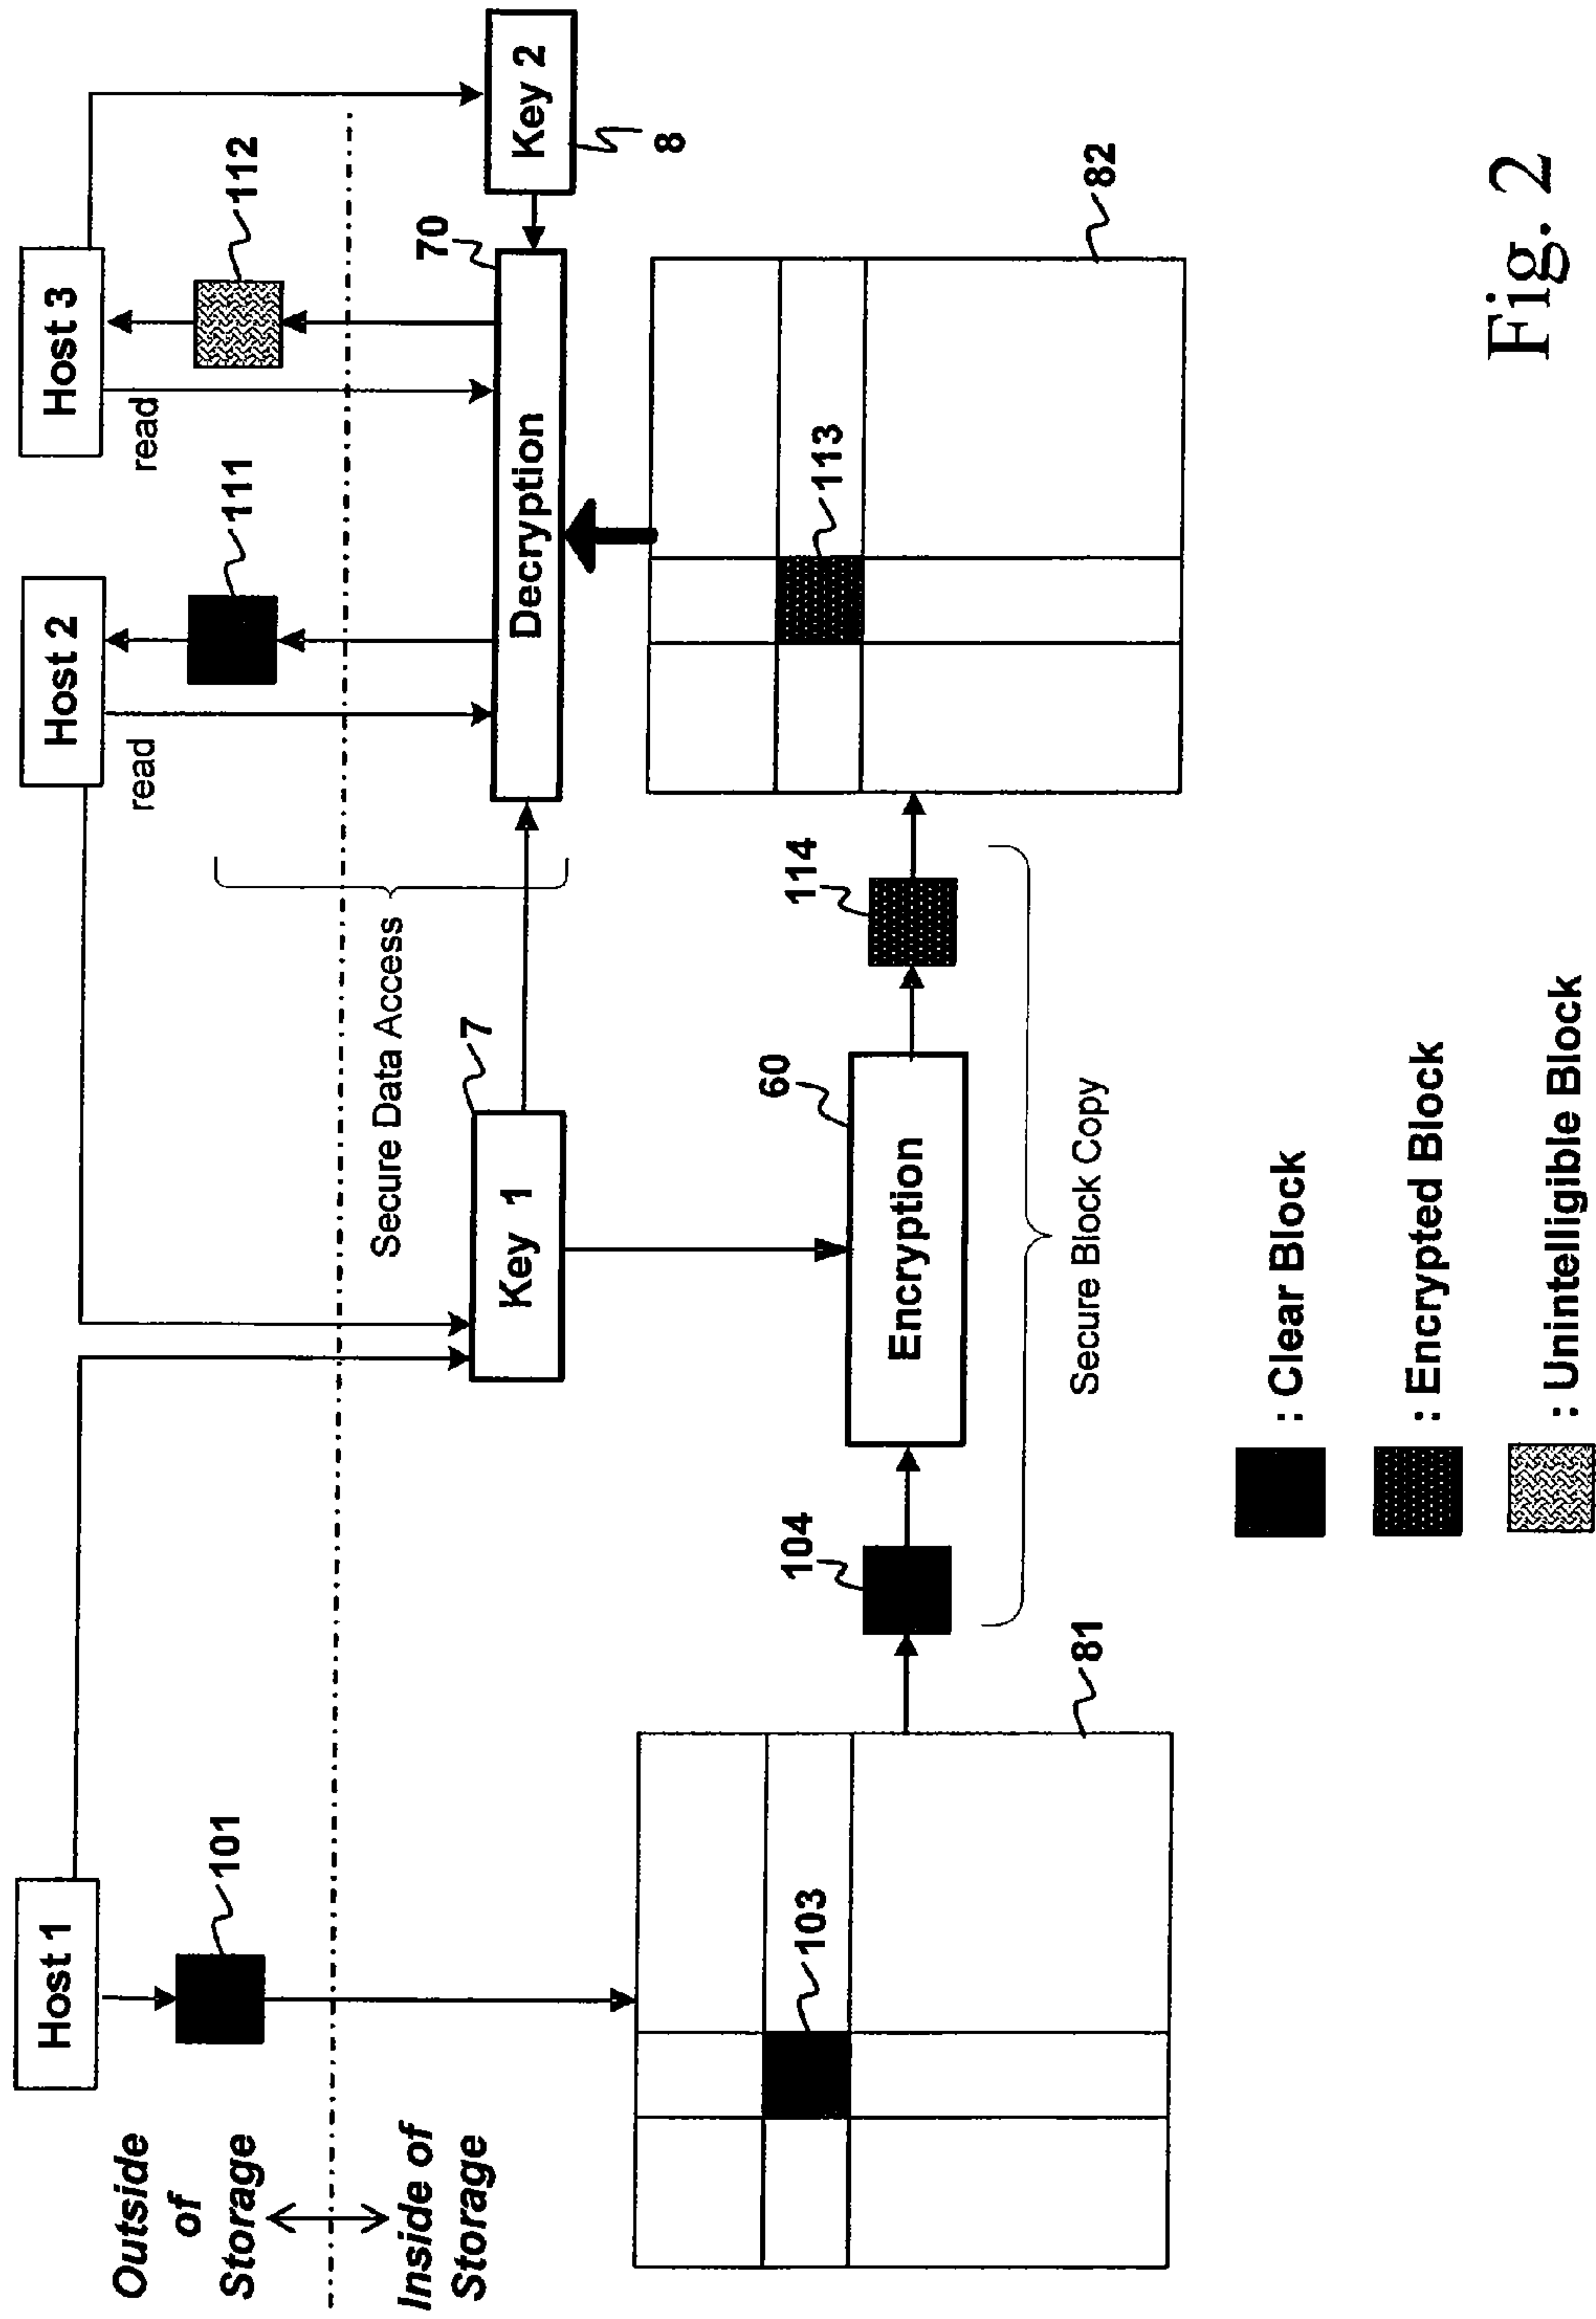 Host 1
Host 2
Host 3
101
111
112
read
read
Outside
of
Storage
Inside of
Storage
Secure Data Access
7
70
Key 1
Decryption
Key 2
8
103
104
60
Encryption
114
113
81
82
Secure Block Copy
: Clear Block
: Encrypted Block
: Unintelligible Block
Fig. 2